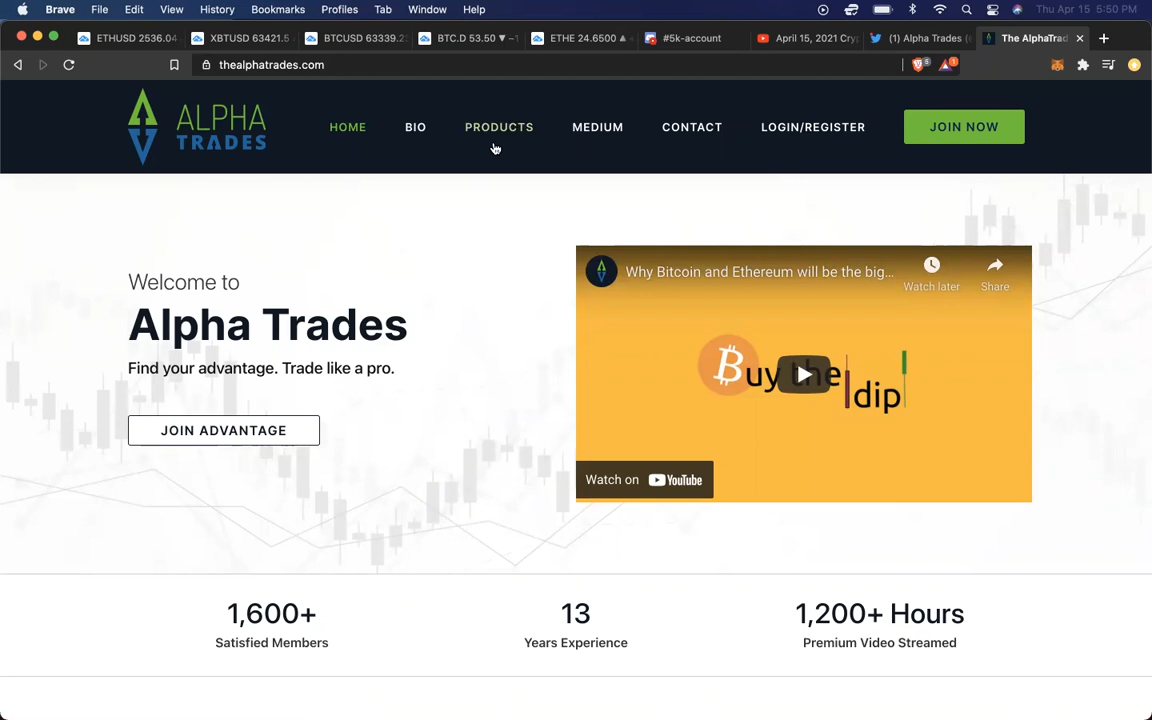 Brave File Edit View History Bookmarks Profiles Tab Window Help Thu Apr 15 5:50 PM
ETHUSD 2536.04 XBTUSD 63421.5 BTCUSD 63339.2 BTC.D 53.50 ▼ −1 ETHE 24.6500 ▲ #5k-account April 15, 2021 Cry (1) Alpha Trades ( The AlphaTrad
thealphatrades.com 5 1
ALPHA
TRADES
HOME BIO PRODUCTS MEDIUM CONTACT LOGIN/REGISTER JOIN NOW
Welcome to
Alpha Trades
Find your advantage. Trade like a pro.
JOIN ADVANTAGE
Why Bitcoin and Ethereum will be the big...
Watch later Share
Buy the
dip
Watch on YouTube
1,600+ 13 1,200+ Hours
Satisfied Members Years Experience Premium Video Streamed